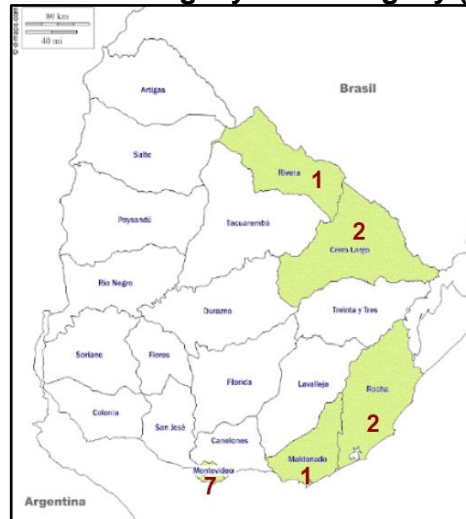 80 km
40 mi
Artigas
Brasil
Salto
Rivera
1
2
Paysandú
Tacuarembó
Cerro Largo
Río Negro
Durazno
Treinta y Tres
Soriano
Flores
Florida
Lavalleja
Rocha
2
Colonia
San José
Canelones
Maldonado
1
Montevideo
7
Argentina